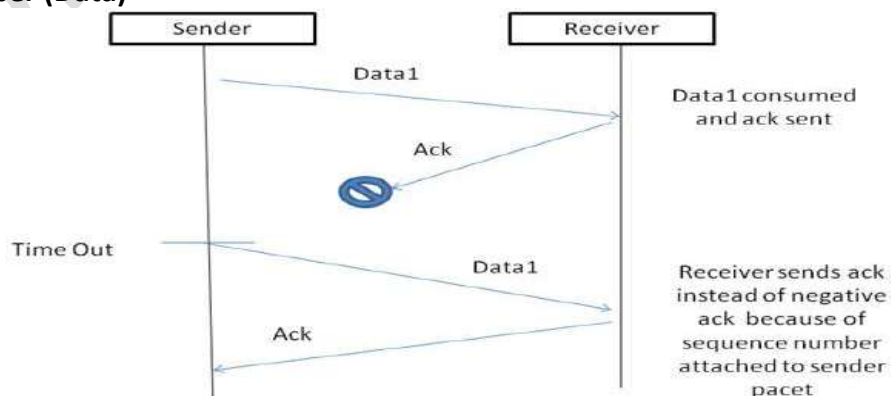 (Data)
Sender
Receiver
Data1
Data1 consumed
and ack sent
Ack
Time Out
Data1
Receiver sends ack
instead of negative
ack because of
sequence number
attached to sender
pacet
Ack